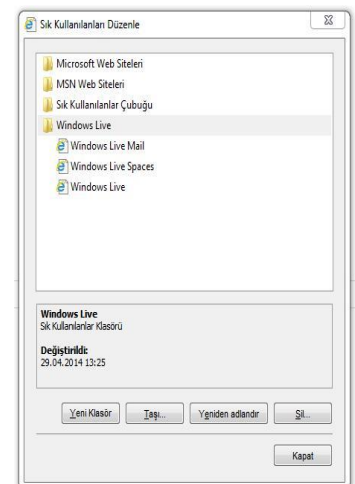 Sık Kullanılanları Düzenle
Microsoft Web Siteleri
MSN Web Siteleri
Sık Kullanılanlar Çubuğu
Windows Live
Windows Live Mail
Windows Live Spaces
Windows Live
Windows Live
Sık Kullanılanlar Klasörü
Değiştirildi:
29.04.2014 13:25
Yeni Klasör Taşı... Yeniden adlandır Sil...
Kapat